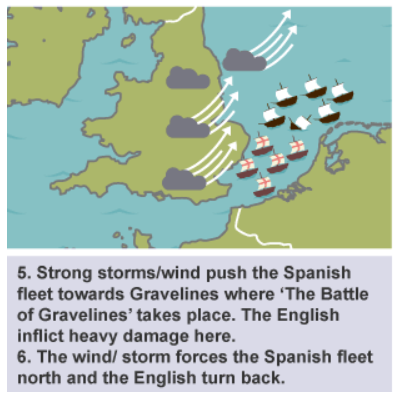 5. Strong storms/wind push the Spanish
fleet towards Gravelines where ‘The Battle
of Gravelines’ takes place. The English
inflict heavy damage here.
6. The wind/ storm forces the Spanish fleet
north and the English turn back.